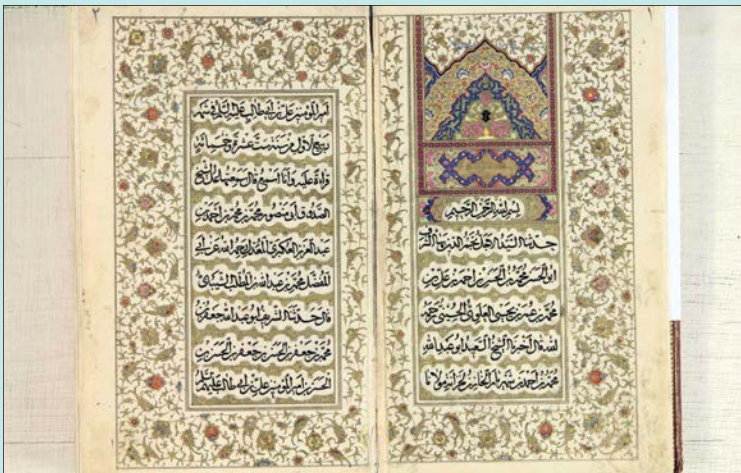 ٢
بسم الله الرحمن الرحيم
حدثنا السيد الاجل نجم الدين بهاء الشرف
ابو الحسن محمد بن الحسن بن احمد بن علي بن
محمد بن عمر بن يحيى العلوي الحسيني رحمه
الله قال اخبرنا الشيخ السعيد ابو عبد الله
محمد بن احمد بن شهريار الخازن لخزانة مولانا
امير المؤمنين علي بن ابي طالب عليه السلام في شهر
ربيع الاول من سنة ست عشرة وخمسمائة
قراءة عليه وانا اسمع قال سمعتها على الشيخ
الصدوق ابي منصور محمد بن محمد بن احمد بن
عبد العزيز العكبري المعدل رحمه الله عن ابي
المفضل محمد بن عبد الله بن المطلب الشيباني
قال حدثنا الشريف ابو عبد الله جعفر بن
محمد بن جعفر بن الحسن بن جعفر بن الحسن بن
الحسن بن امير المؤمنين علي بن ابي طالب عليهم السلام